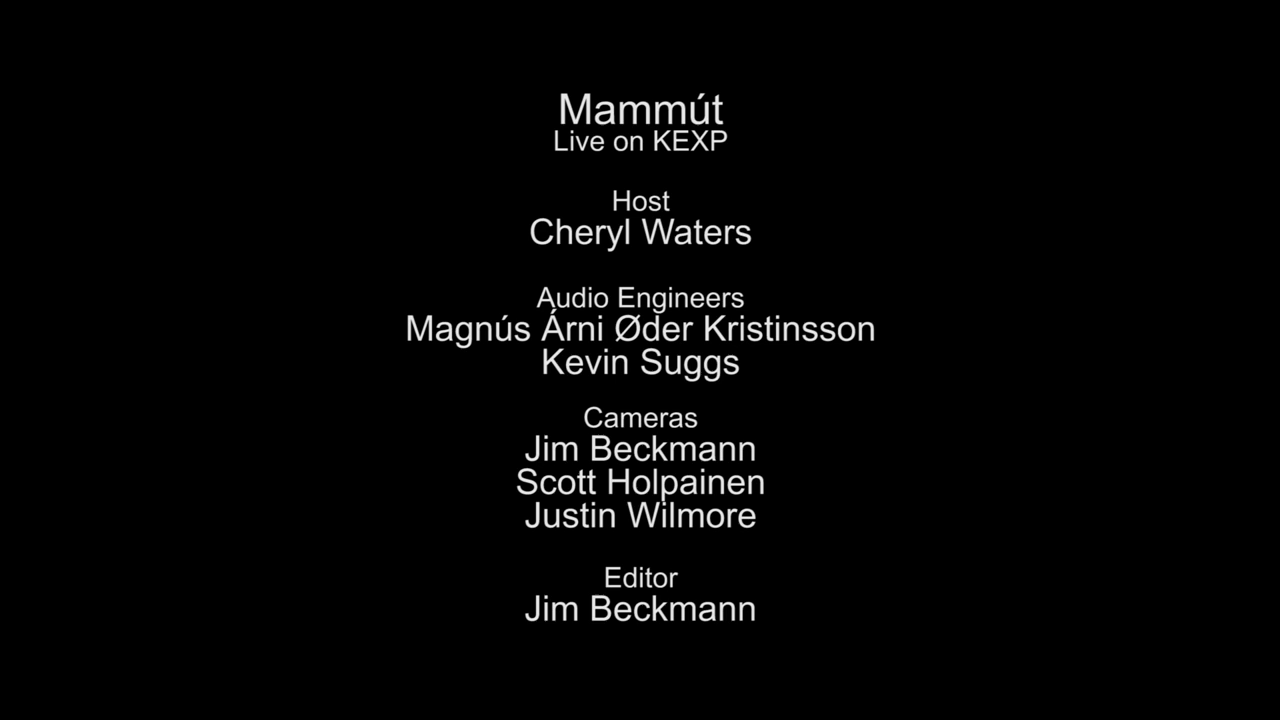 Mammút
Live on KEXP
Host
Cheryl Waters
Audio Engineers
Magnús Árni Øder Kristinsson
Kevin Suggs
Cameras
Jim Beckmann
Scott Holpainen
Justin Wilmore
Editor
Jim Beckmann